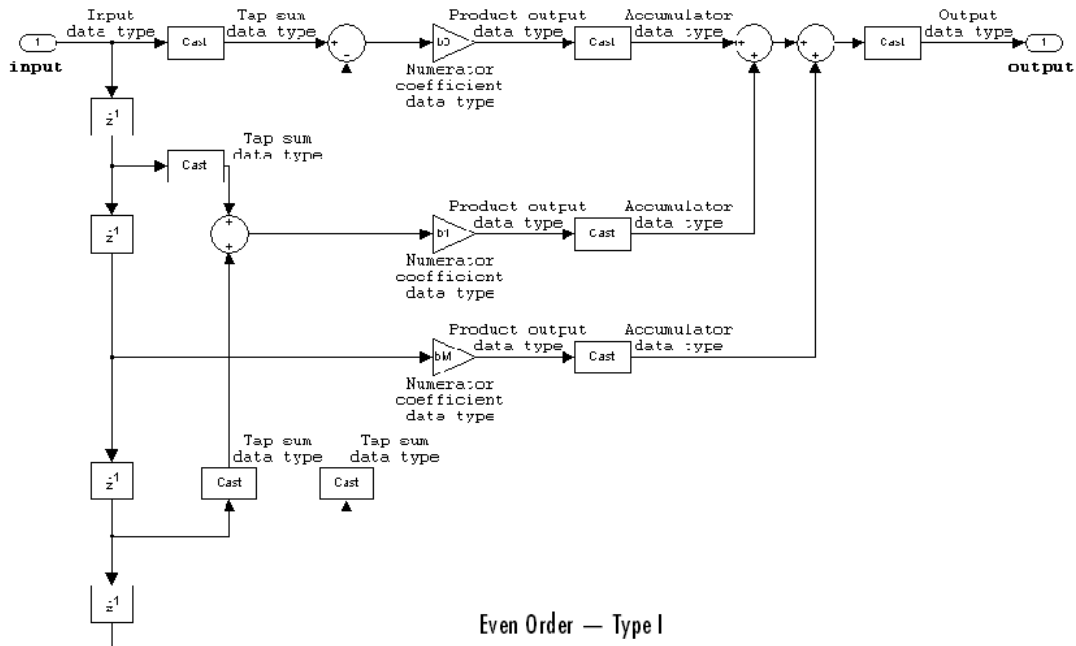 Input
data type
Tap sum
data type
Product output
data type
Accumulator
data type
Output
data type
1
Cast
+
-
b0
Cast
+
+
+
+
Cast
1
input
output
Numerator
coefficient
data type
z-1
Tap sum
data type
Cast
z-1
+
+
Product output
data type
Accumulator
data type
b1
Cast
Numerator
coefficient
data type
Product output
data type
Accumulator
data type
bM
Cast
Numerator
coefficient
data type
Tap sum
data type
Tap sum
data type
z-1
Cast
Cast
z-1
Even Order — Type I